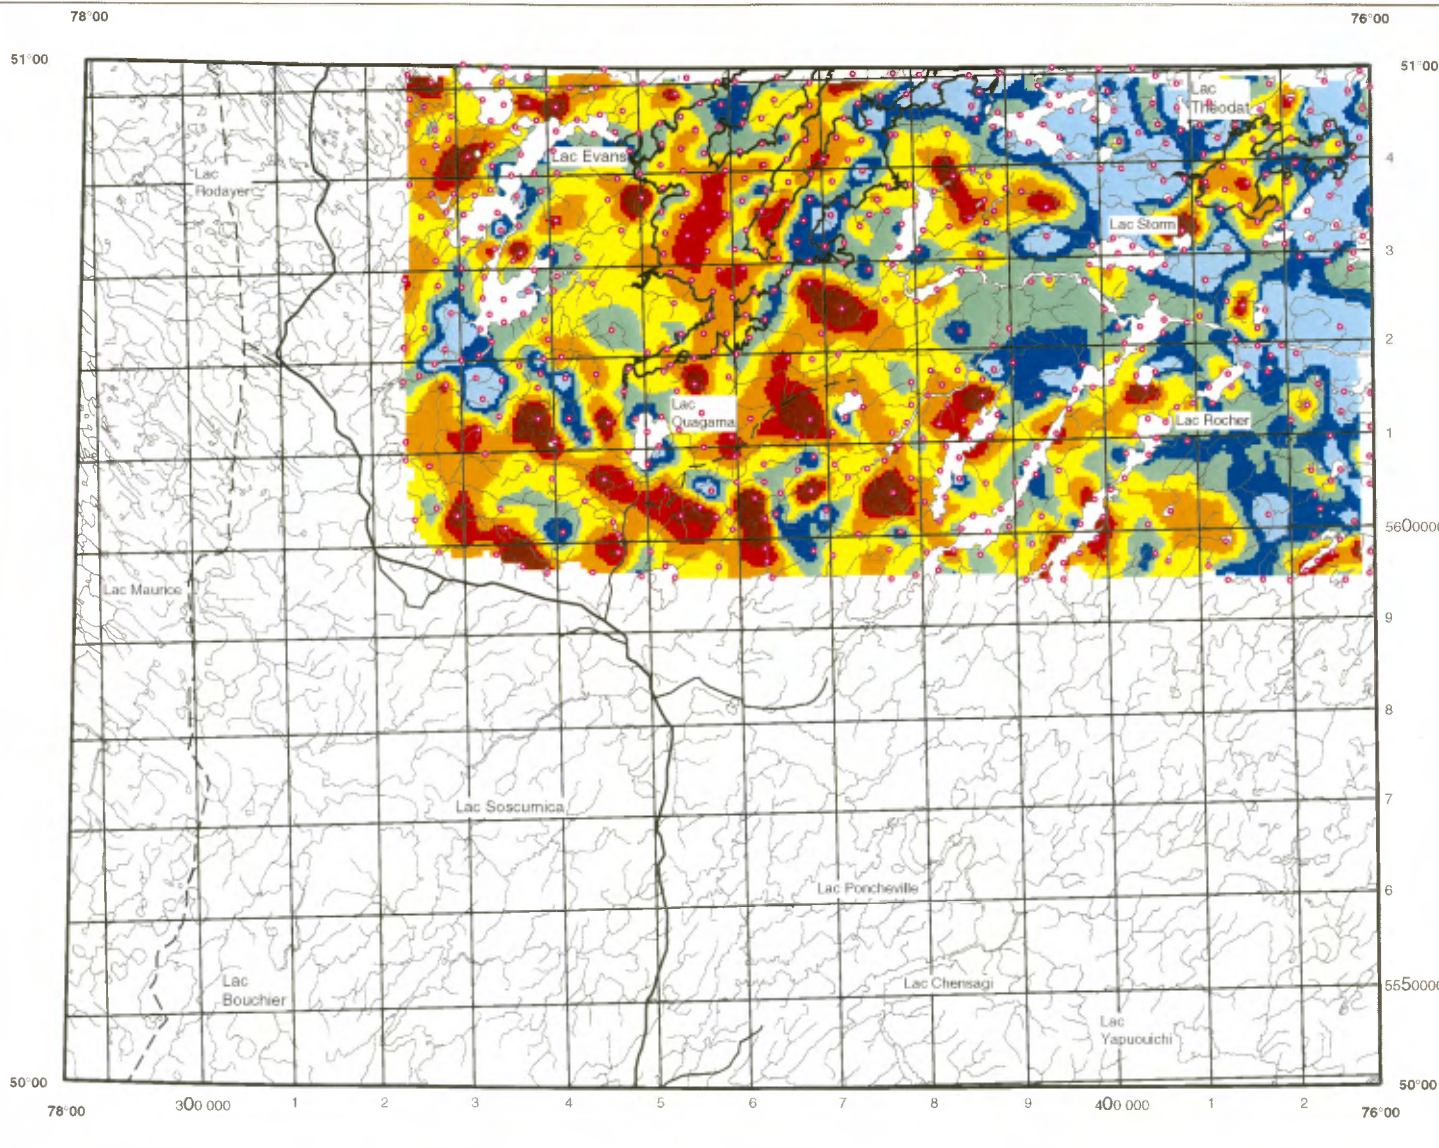 78°00
76°00
51°00
51°00
Lac
Théodat
Lac Evans
4
Lac
Rodayer
Lac Storm
3
2
Lac
Ouagama
Lac Rocher
1
5600000
Lac Maurice
9
8
7
Lac Soscumica
Lac Poncheville
6
Lac
Bouchier
Lac Chensagi
5550000
Lac
Yapuouichi
50°00
50°00
78°00
300 000
1
2
3
4
5
6
7
8
9
400 000
1
2
76°00